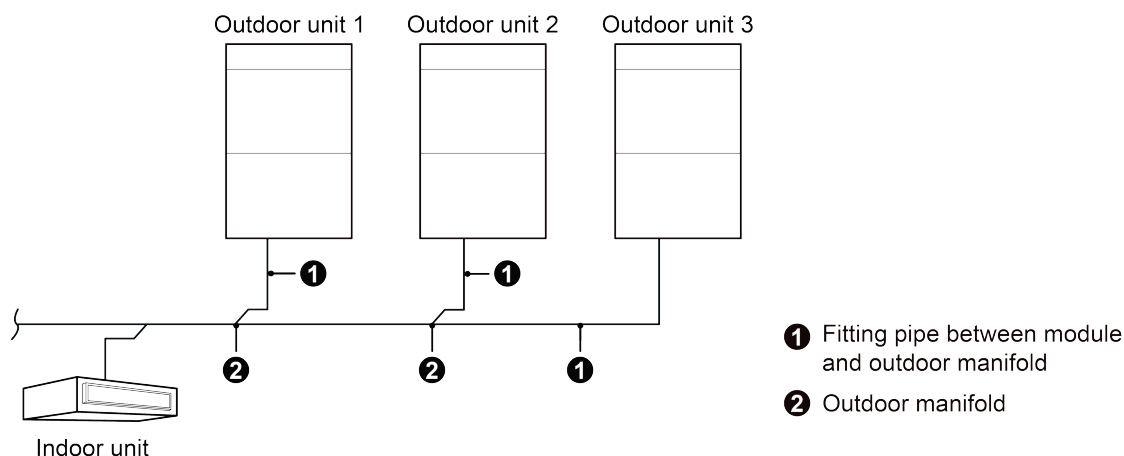 Outdoor unit 1
Outdoor unit 2
Outdoor unit 3
1
1
2
2
1
Indoor unit
1 Fitting pipe between module
and outdoor manifold
2 Outdoor manifold